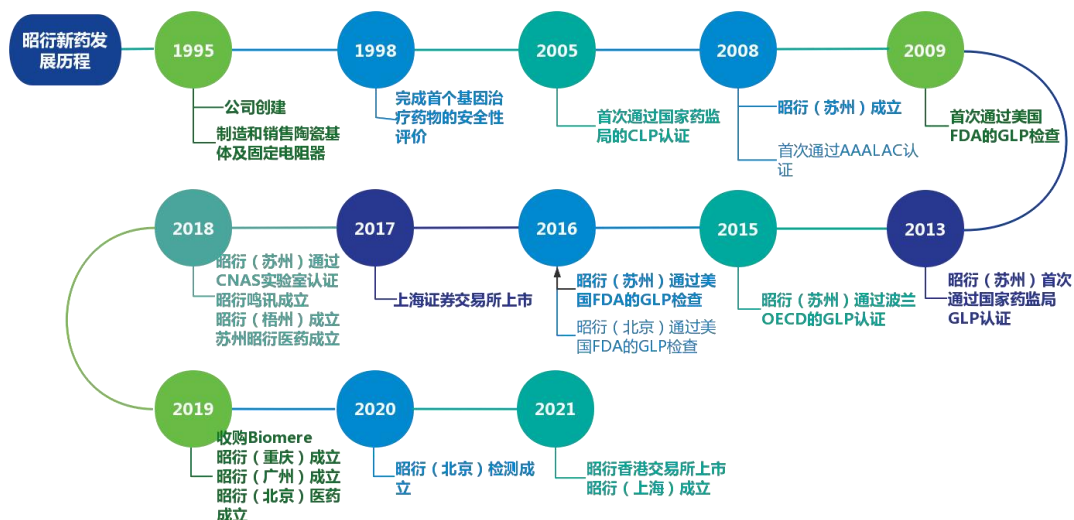 昭衍新药发
展历程
1995
公司创建
制造和销售陶瓷基
体及固定电阻器
1998
完成首个基因治
疗药物的安全性
评价
2005
首次通过国家药监
局的CLP认证
2008
昭衍（苏州）成立
首次通过AAALAC认
证
2009
首次通过美国
FDA的GLP检查
2013
昭衍（苏州）首次
通过国家药监局
GLP认证
2015
昭衍（苏州）通过波兰
OECD的GLP认证
2016
昭衍（苏州）通过美
国FDA的GLP检查
昭衍（北京）通过美
国FDA的GLP检查
2017
上海证券交易所上市
2018
昭衍（苏州）通过
CNAS实验室认证
昭衍鸣讯成立
昭衍（梧州）成立
苏州昭衍医药成立
2019
收购Biomere
昭衍（重庆）成立
昭衍（广州）成立
昭衍（北京）医药
成立
2020
昭衍（北京）检测成
立
2021
昭衍香港交易所上市
昭衍（上海）成立